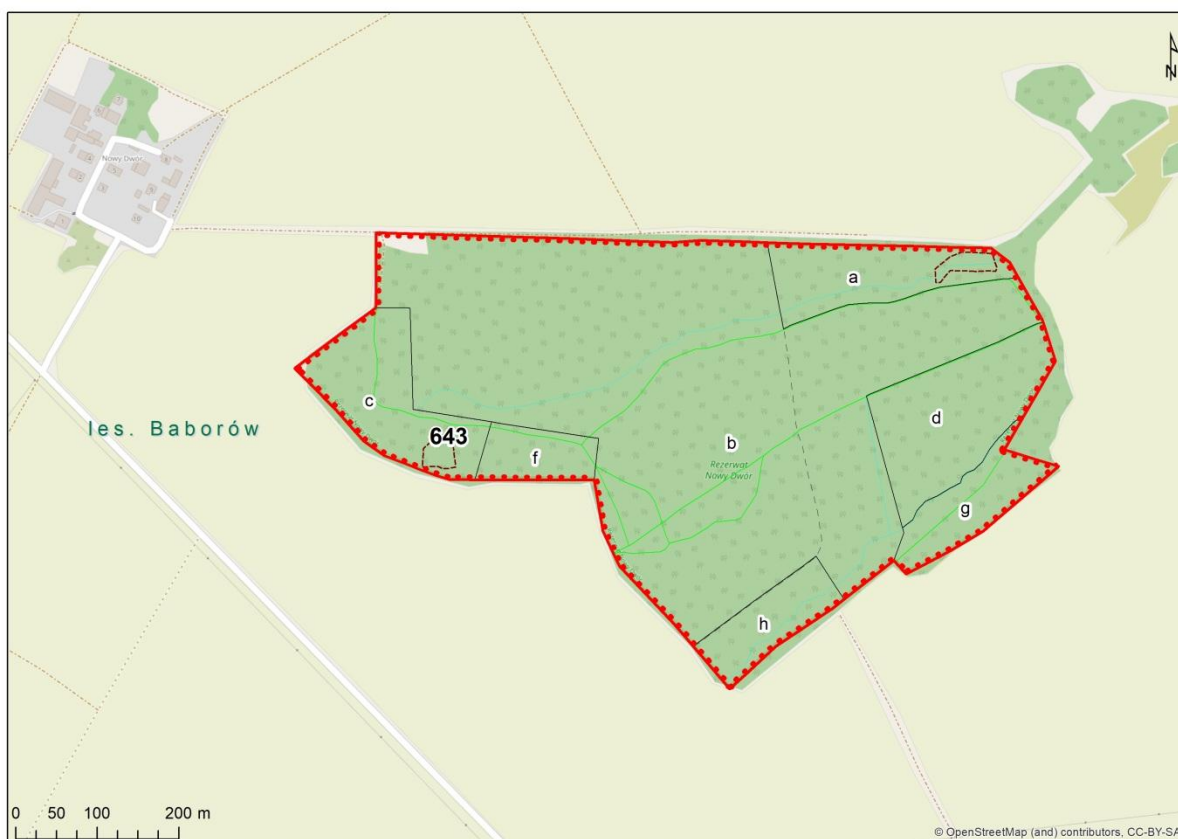 N
Nowy Dwór
a
c
les. Baborów
643
f
b
Rezerwat
Nowy Dwór
d
g
h
0 50 100 200 m
© OpenStreetMap (and) contributors, CC-BY-SA